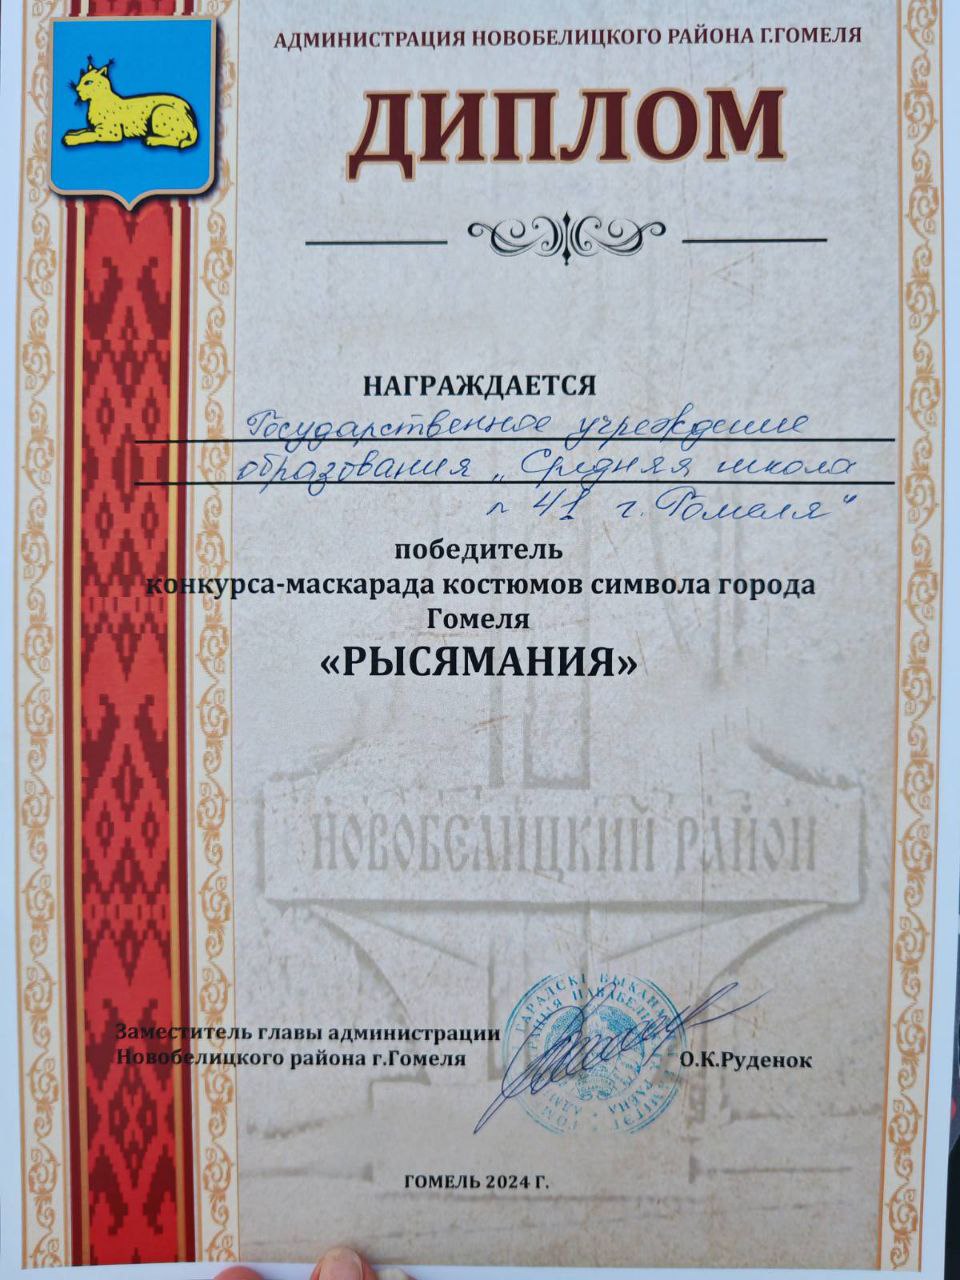 АДМИНИСТРАЦИЯ НОВОБЕЛИЦКОГО РАЙОНА Г.ГОМЕЛЯ
ДИПЛОМ
НАГРАЖДАЕТСЯ
Государственное учреждение
образования „Средняя школа
n 41 г. Гомеля“
победитель
конкурса-маскарада костюмов символа города
Гомеля
«РЫСЯМАНИЯ»
НОВОБЕЛИЦКИЙ РАЙОН
Заместитель главы администрации
Новобелицкого района г.Гомеля
О.К.Руденок
ГОМЕЛЬ 2024 Г.